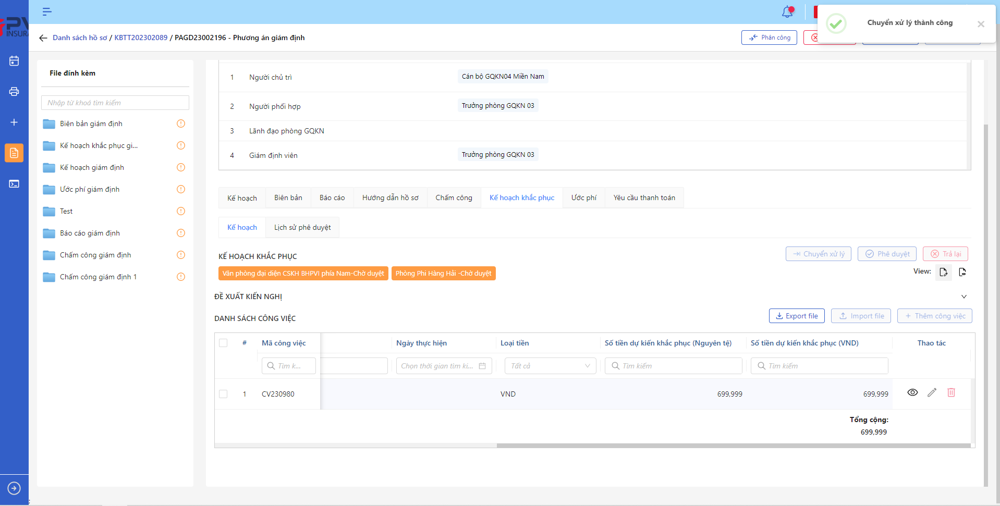 PV
INSUR
Danh sách hồ sơ / KBTT202302089 / PAGD23002196 - Phương án giám định
Phân công
Chuyển xử lý thành công
File đính kèm
Nhập từ khoá tìm kiếm
Biên bản giám định
Kế hoạch khắc phục gi...
Kế hoạch giám định
Ước phí giám định
Test
Báo cáo giám định
Chấm công giám định
Chấm công giám định 1
1 Người chủ trì Cán bộ GQKN04 Miền Nam
2 Người phối hợp Trưởng phòng GQKN 03
3 Lãnh đạo phòng GQKN
4 Giám định viên Trưởng phòng GQKN 03
Kế hoạch Biên bản Báo cáo Hướng dẫn hồ sơ Chấm công Kế hoạch khắc phục Ước phí Yêu cầu thanh toán
Kế hoạch Lịch sử phê duyệt
KẾ HOẠCH KHẮC PHỤC
Chuyển xử lý Phê duyệt Trả lại
Văn phòng đại diện CSKH BHPVI phía Nam-Chờ duyệt Phòng Phi Hàng Hải -Chờ duyệt
View:
ĐỀ XUẤT KIẾN NGHỊ
DANH SÁCH CÔNG VIỆC
Export file Import file + Thêm công việc
# Mã công việc Ngày thực hiện Loại tiền Số tiền dự kiến khắc phục (Nguyên tệ) Số tiền dự kiến khắc phục (VND) Thao tác
Tìm k... Chọn thời gian tìm ki... Tất cả Tìm kiếm Tìm kiếm
1 CV230980 VND 699,999 699,999
Tổng cộng:
699,999